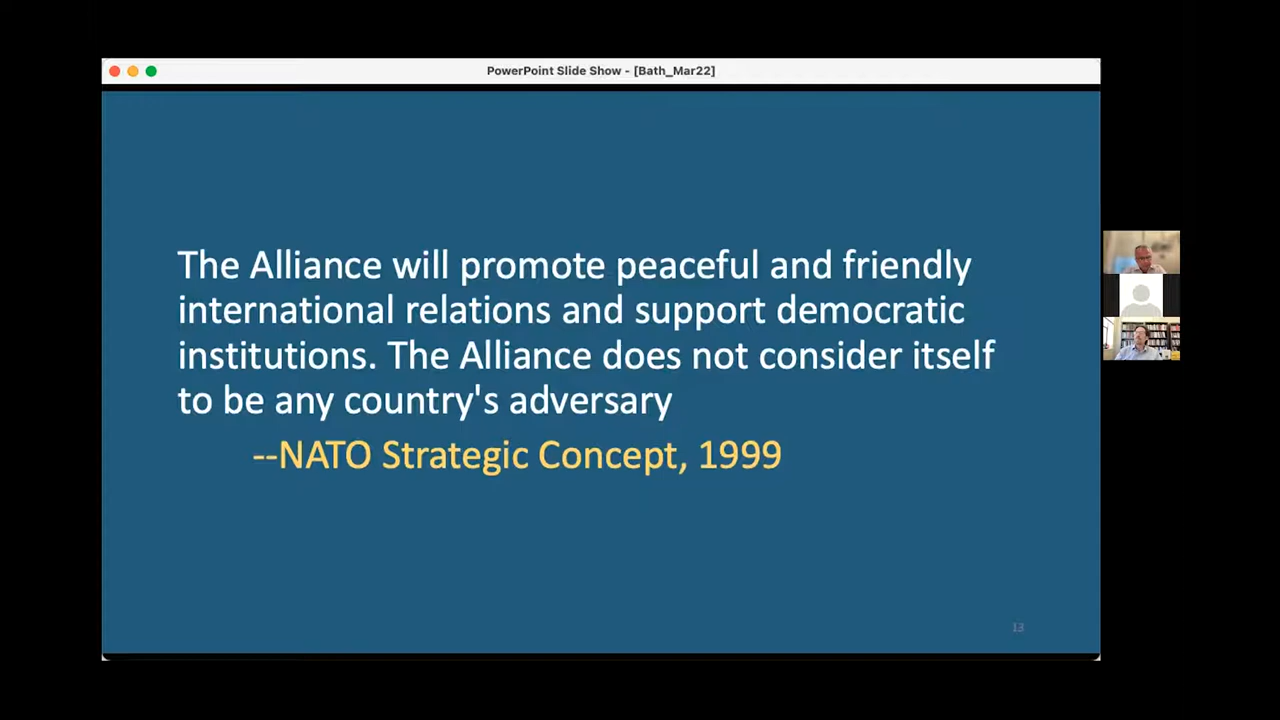 PowerPoint Slide Show - [Bath_Mar22]
The Alliance will promote peaceful and friendly
international relations and support democratic
institutions. The Alliance does not consider itself
to be any country's adversary
--NATO Strategic Concept, 1999
13